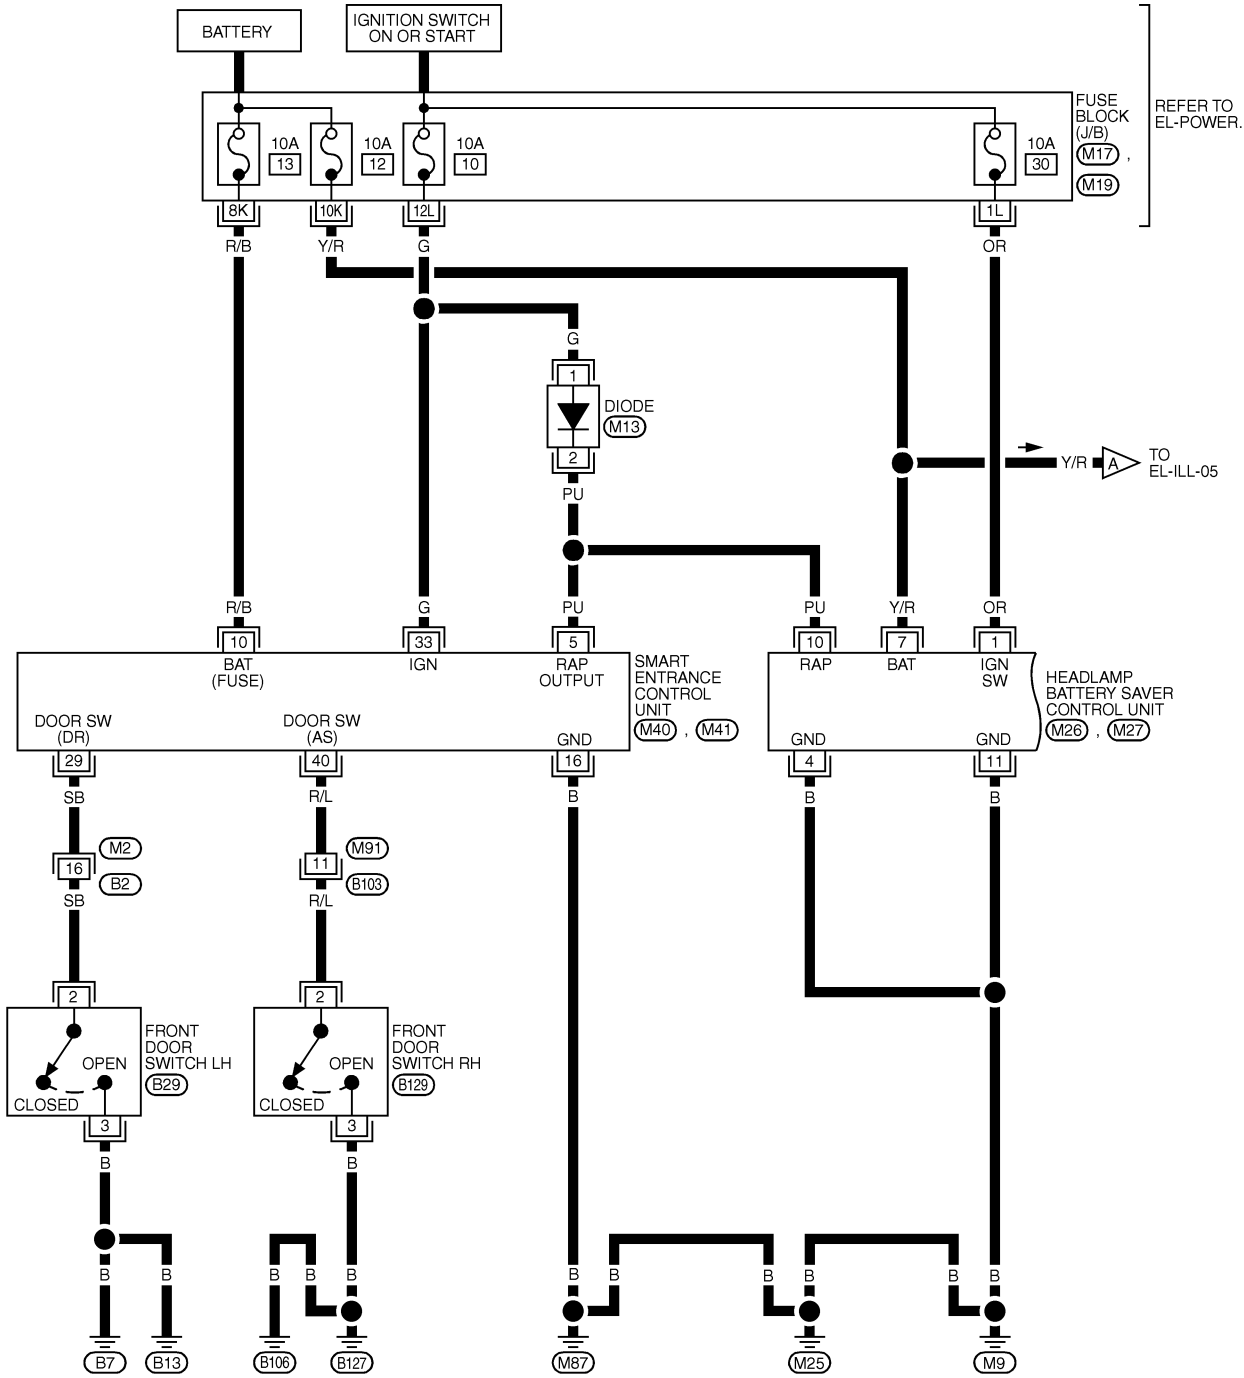 BATTERY
IGNITION SWITCH
ON OR START
FUSE
BLOCK
(J/B)
M17 ,
M19
REFER TO
EL-POWER.
10A
13
10A
12
10A
10
10A
30
8K
10K
12L
1L
R/B
Y/R
G
OR
G
1
DIODE
M13
2
PU
Y/R
A
TO
EL-ILL-05
R/B
G
PU
PU
Y/R
OR
10
33
5
10
7
1
BAT
(FUSE)
IGN
RAP
OUTPUT
SMART
ENTRANCE
CONTROL
UNIT
M40 , M41
RAP
BAT
IGN
SW
HEADLAMP
BATTERY SAVER
CONTROL UNIT
M26 , M27
DOOR SW
(DR)
DOOR SW
(AS)
GND
GND
GND
29
40
16
4
11
SB
R/L
B
B
B
M2
16
B2
M91
11
B103
SB
R/L
2
2
OPEN
CLOSED
FRONT
DOOR
SWITCH LH
B29
OPEN
CLOSED
FRONT
DOOR
SWITCH RH
B129
3
3
B
B
B
B
B
B
B
B
B
B
B
B
B
B7
B13
B106
B127
M87
M25
M9